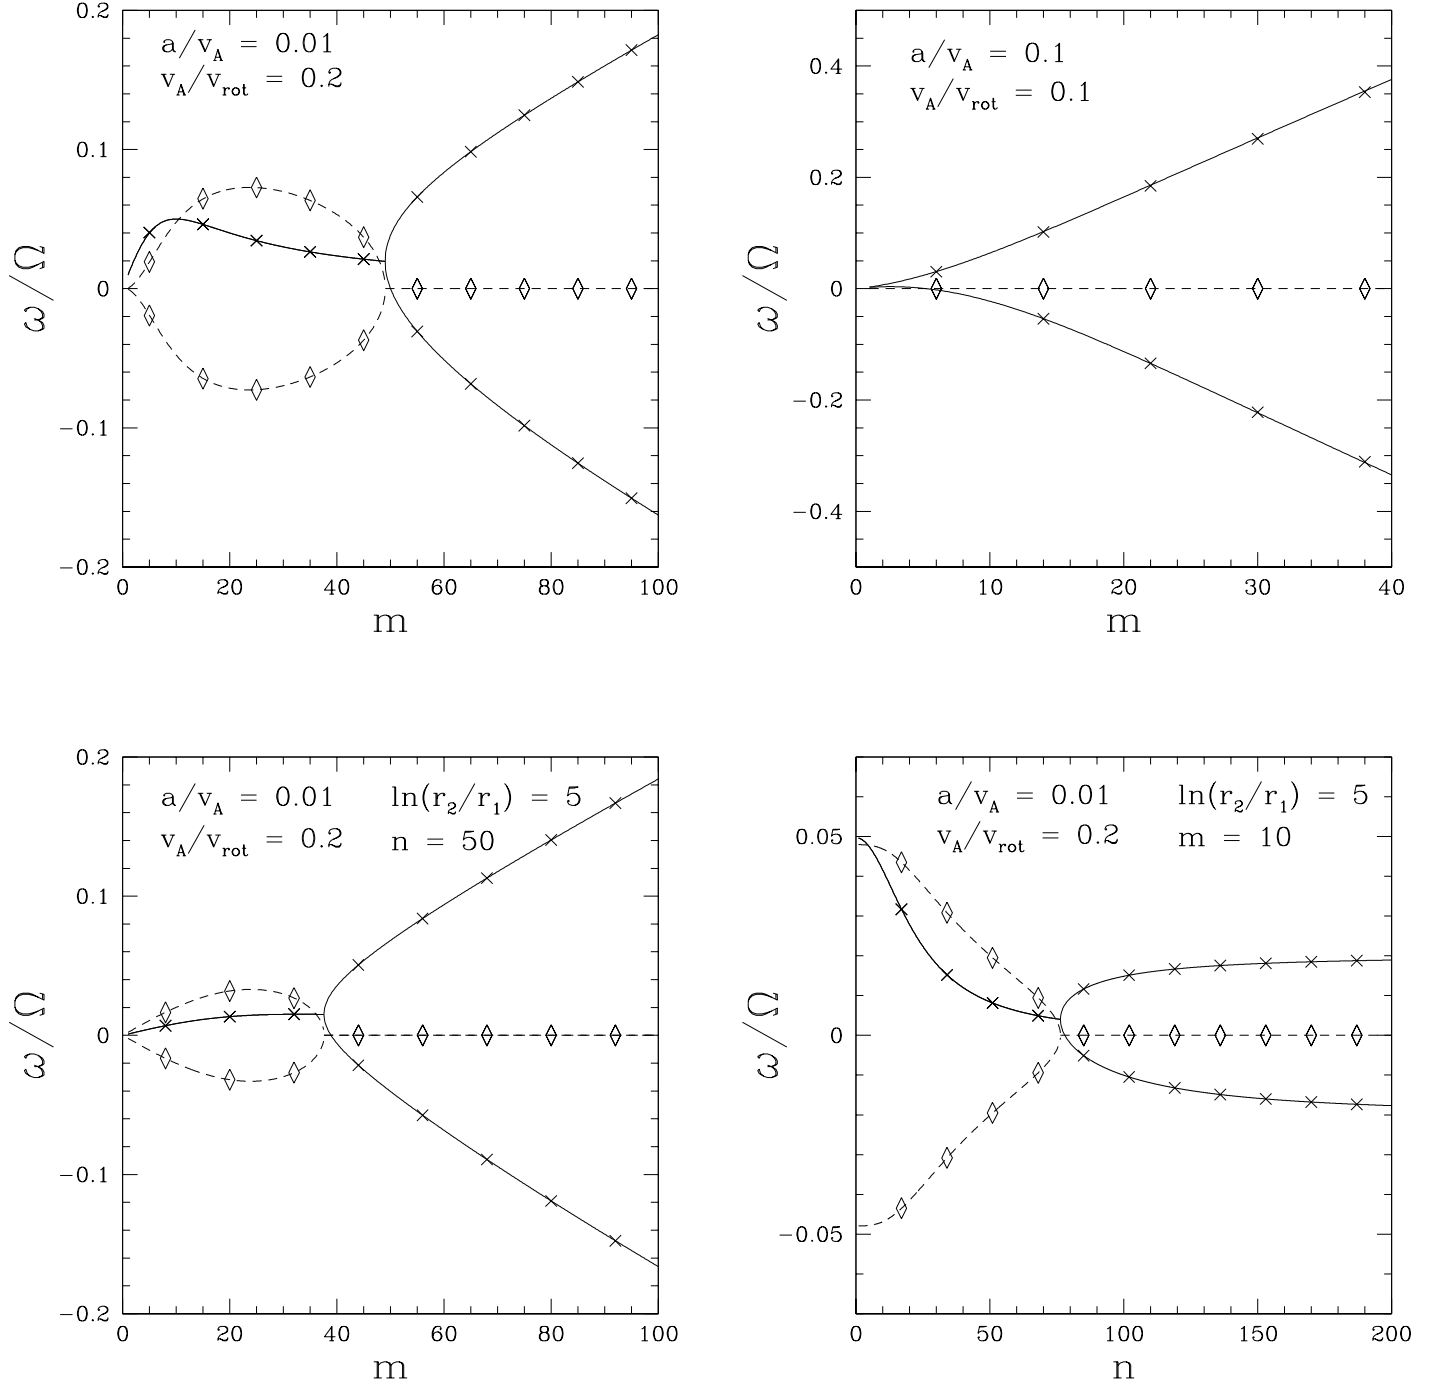 0.2
a/v_A = 0.01
v_A/v_rot = 0.2
0.1
0
−0.1
−0.2
0 20 40 60 80 100
ω/Ω
m
0.4
a/v_A = 0.1
v_A/v_rot = 0.1
0.2
0
−0.2
−0.4
0 10 20 30 40
ω/Ω
m
0.2
a/v_A = 0.01 ln(r_2/r_1) = 5
v_A/v_rot = 0.2 n = 50
0.1
0
−0.1
−0.2
0 20 40 60 80 100
ω/Ω
m
a/v_A = 0.01 ln(r_2/r_1) = 5
0.05
v_A/v_rot = 0.2 m = 10
0
−0.05
0 50 100 150 200
ω/Ω
n